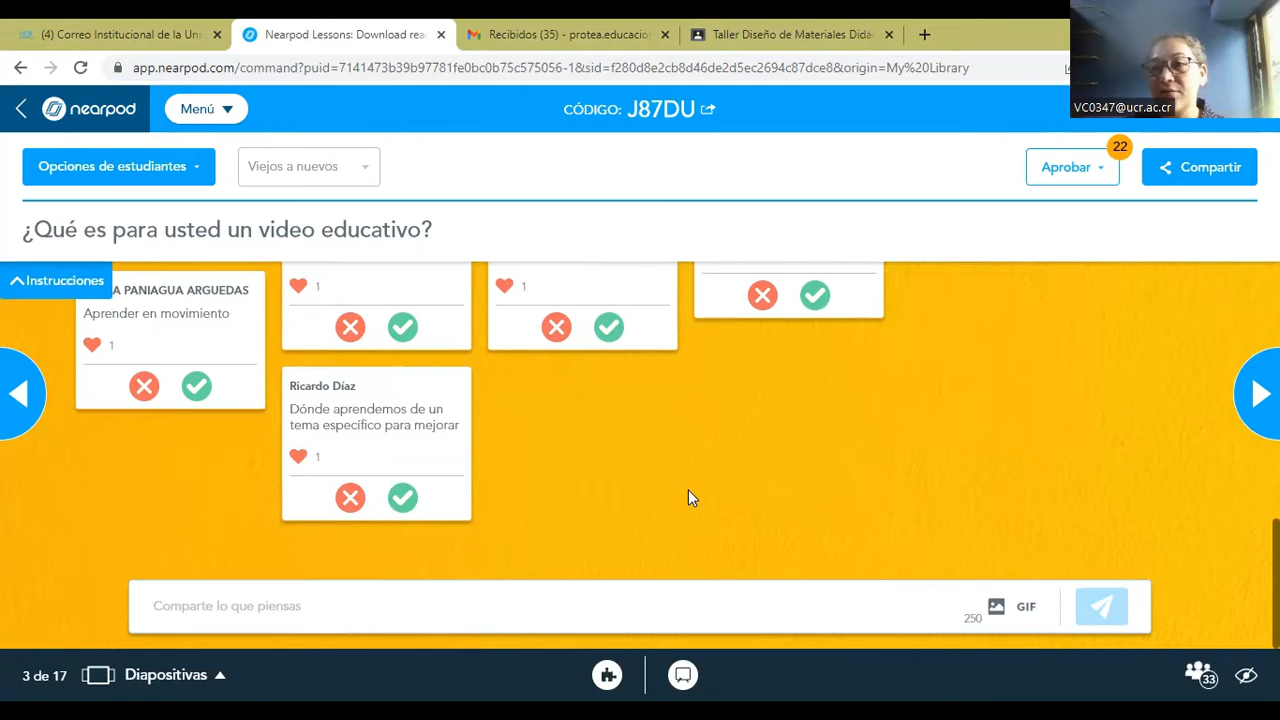 (4) Correo Institucional de la Uni
Nearpod Lessons: Download rea
Recibidos (35) - protea.educacio
Taller Diseño de Materiales Didá
app.nearpod.com/command?puid=7141473b39b97781fe0bc0b75c575056-1&sid=f280d8e2cb8d46de2d5ec2694c87dce8&origin=My%20Library
VC0347@ucr.ac.cr
nearpod
Menú
CÓDIGO: J87DU
Opciones de estudiantes
Viejos a nuevos
Aprobar
22
Compartir
¿Qué es para usted un video educativo?
Instrucciones
A PANIAGUA ARGUEDAS
Aprender en movimiento
1
1
1
Ricardo Díaz
Dónde aprendemos de un
tema específico para mejorar
1
Comparte lo que piensas
250
GIF
3 de 17
Diapositivas
33